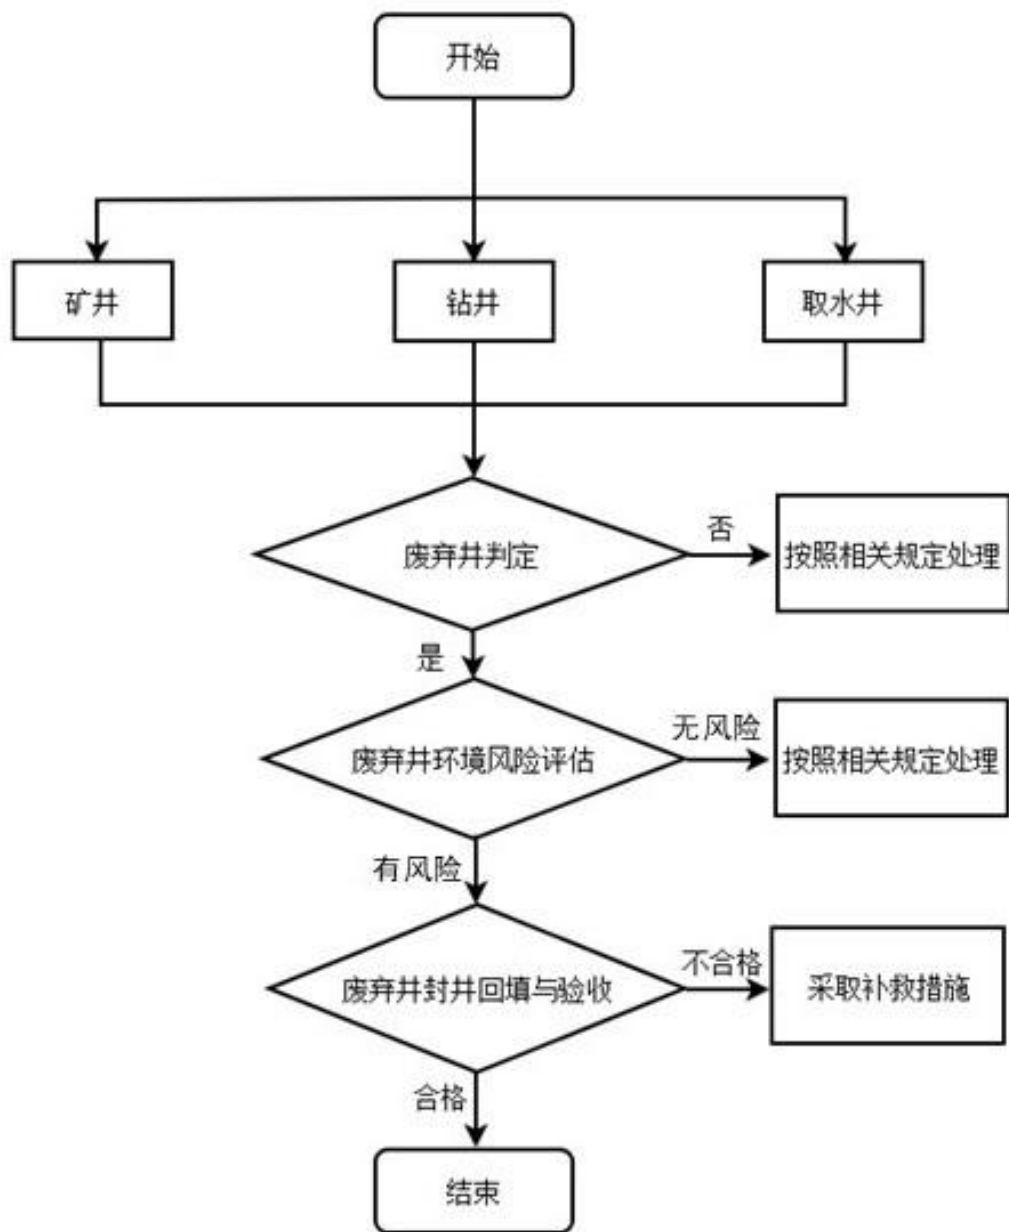 开始
矿井
钻井
取水井
废弃井判定
否
按照相关规定处理
是
废弃井环境风险评估
无风险
按照相关规定处理
有风险
废弃井封井回填与验收
不合格
采取补救措施
合格
结束